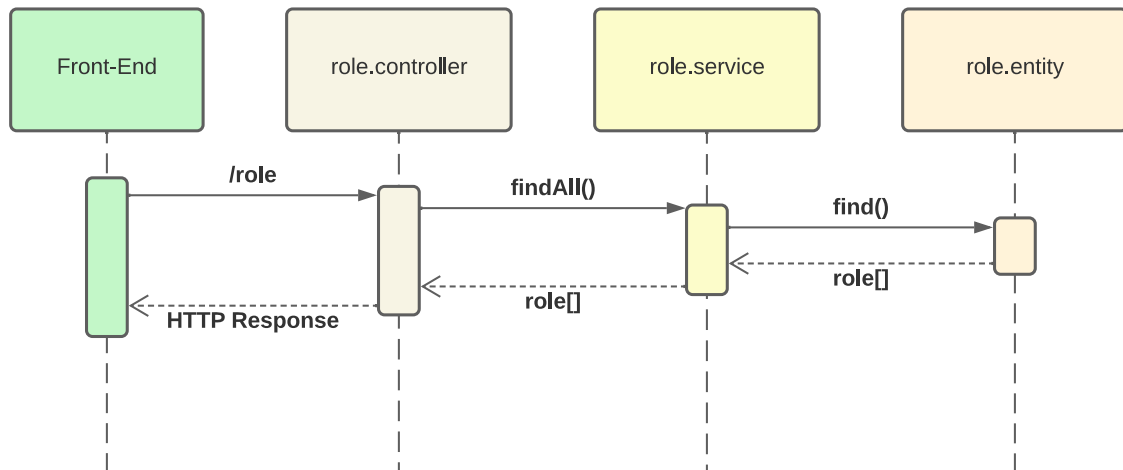 Front-End
role.controller
role.service
role.entity
/role
findAll()
find()
role[]
role[]
HTTP Response